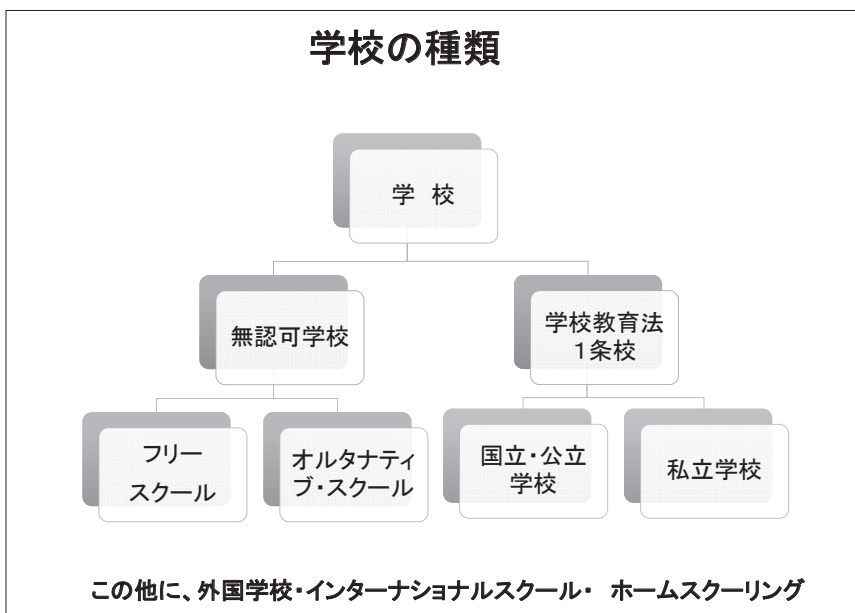 学校の種類
学 校
無認可学校
学校教育法
1条校
フリー
スクール
オルタナティ
ブ・スクール
国立・公立
学校
私立学校
この他に、外国学校・インターナショナルスクール・ ホームスクーリング